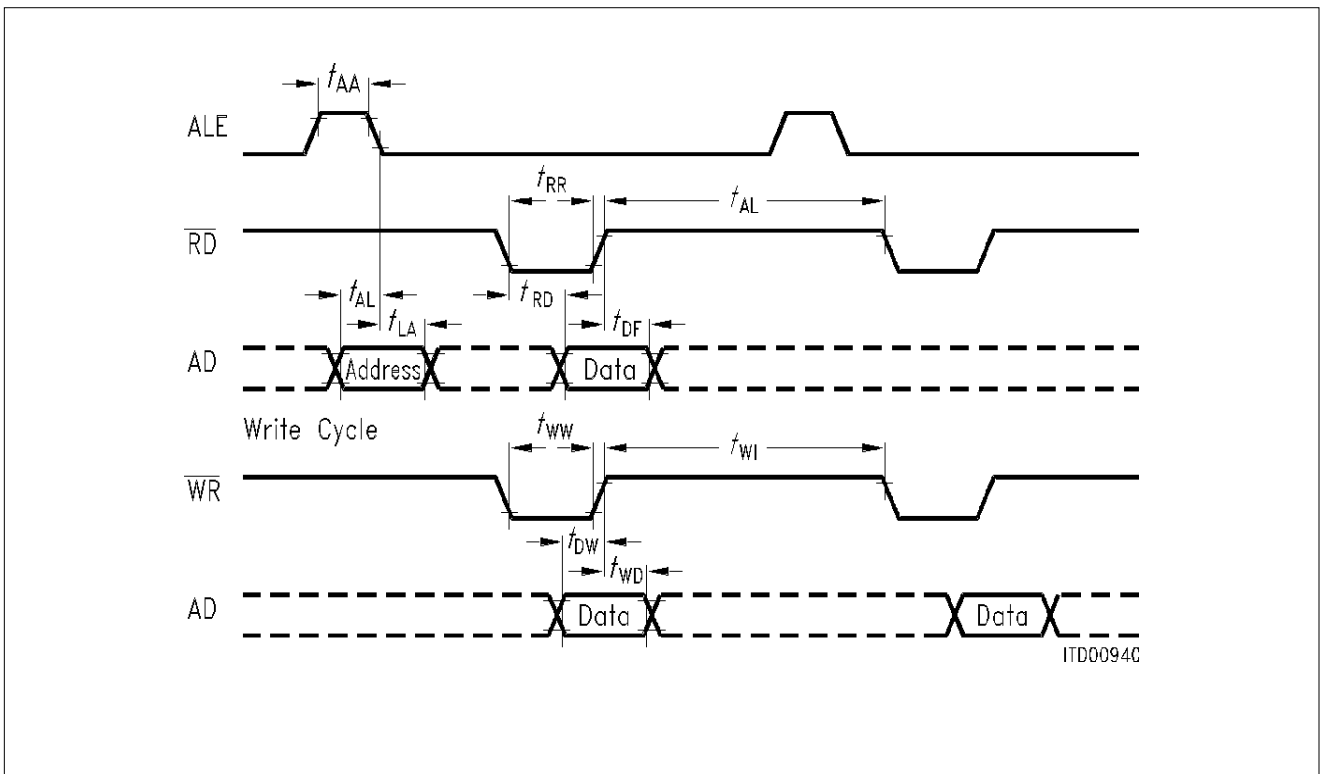 tAA
ALE
tRR
tAL
RD
tAL
tRD
tLA
tDF
AD
Address
Data
Write Cycle
tWW
tWI
WR
tDW
tWD
AD
Data
Data
ITD00940